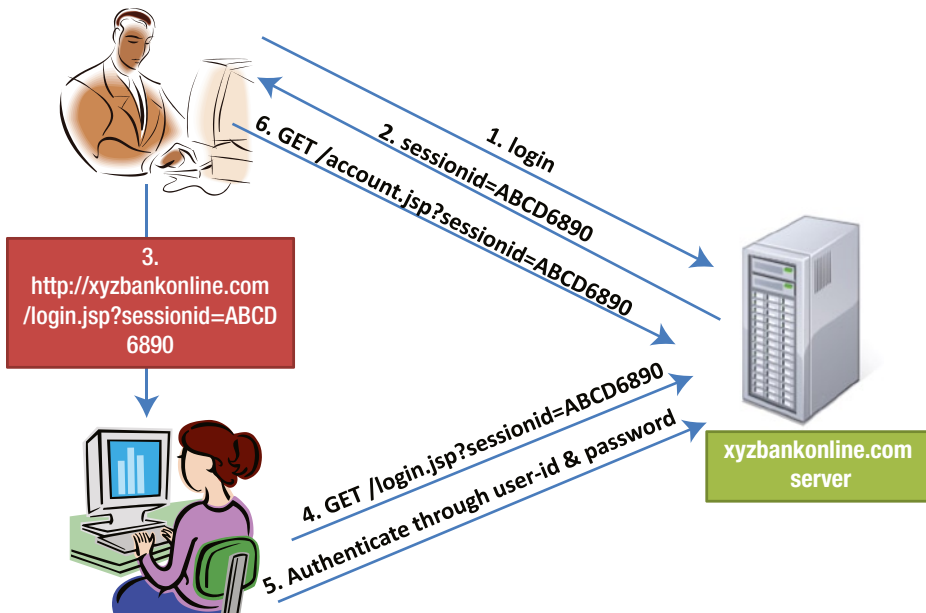 1. login
2. sessionid=ABCD6890
6. GET /account.jsp?sessionid=ABCD6890
3.
http://xyzbankonline.com
/login.jsp?sessionid=ABCD
6890
4. GET /login.jsp?sessionid=ABCD6890
5. Authenticate through user-id & password
xyzbankonline.com
server